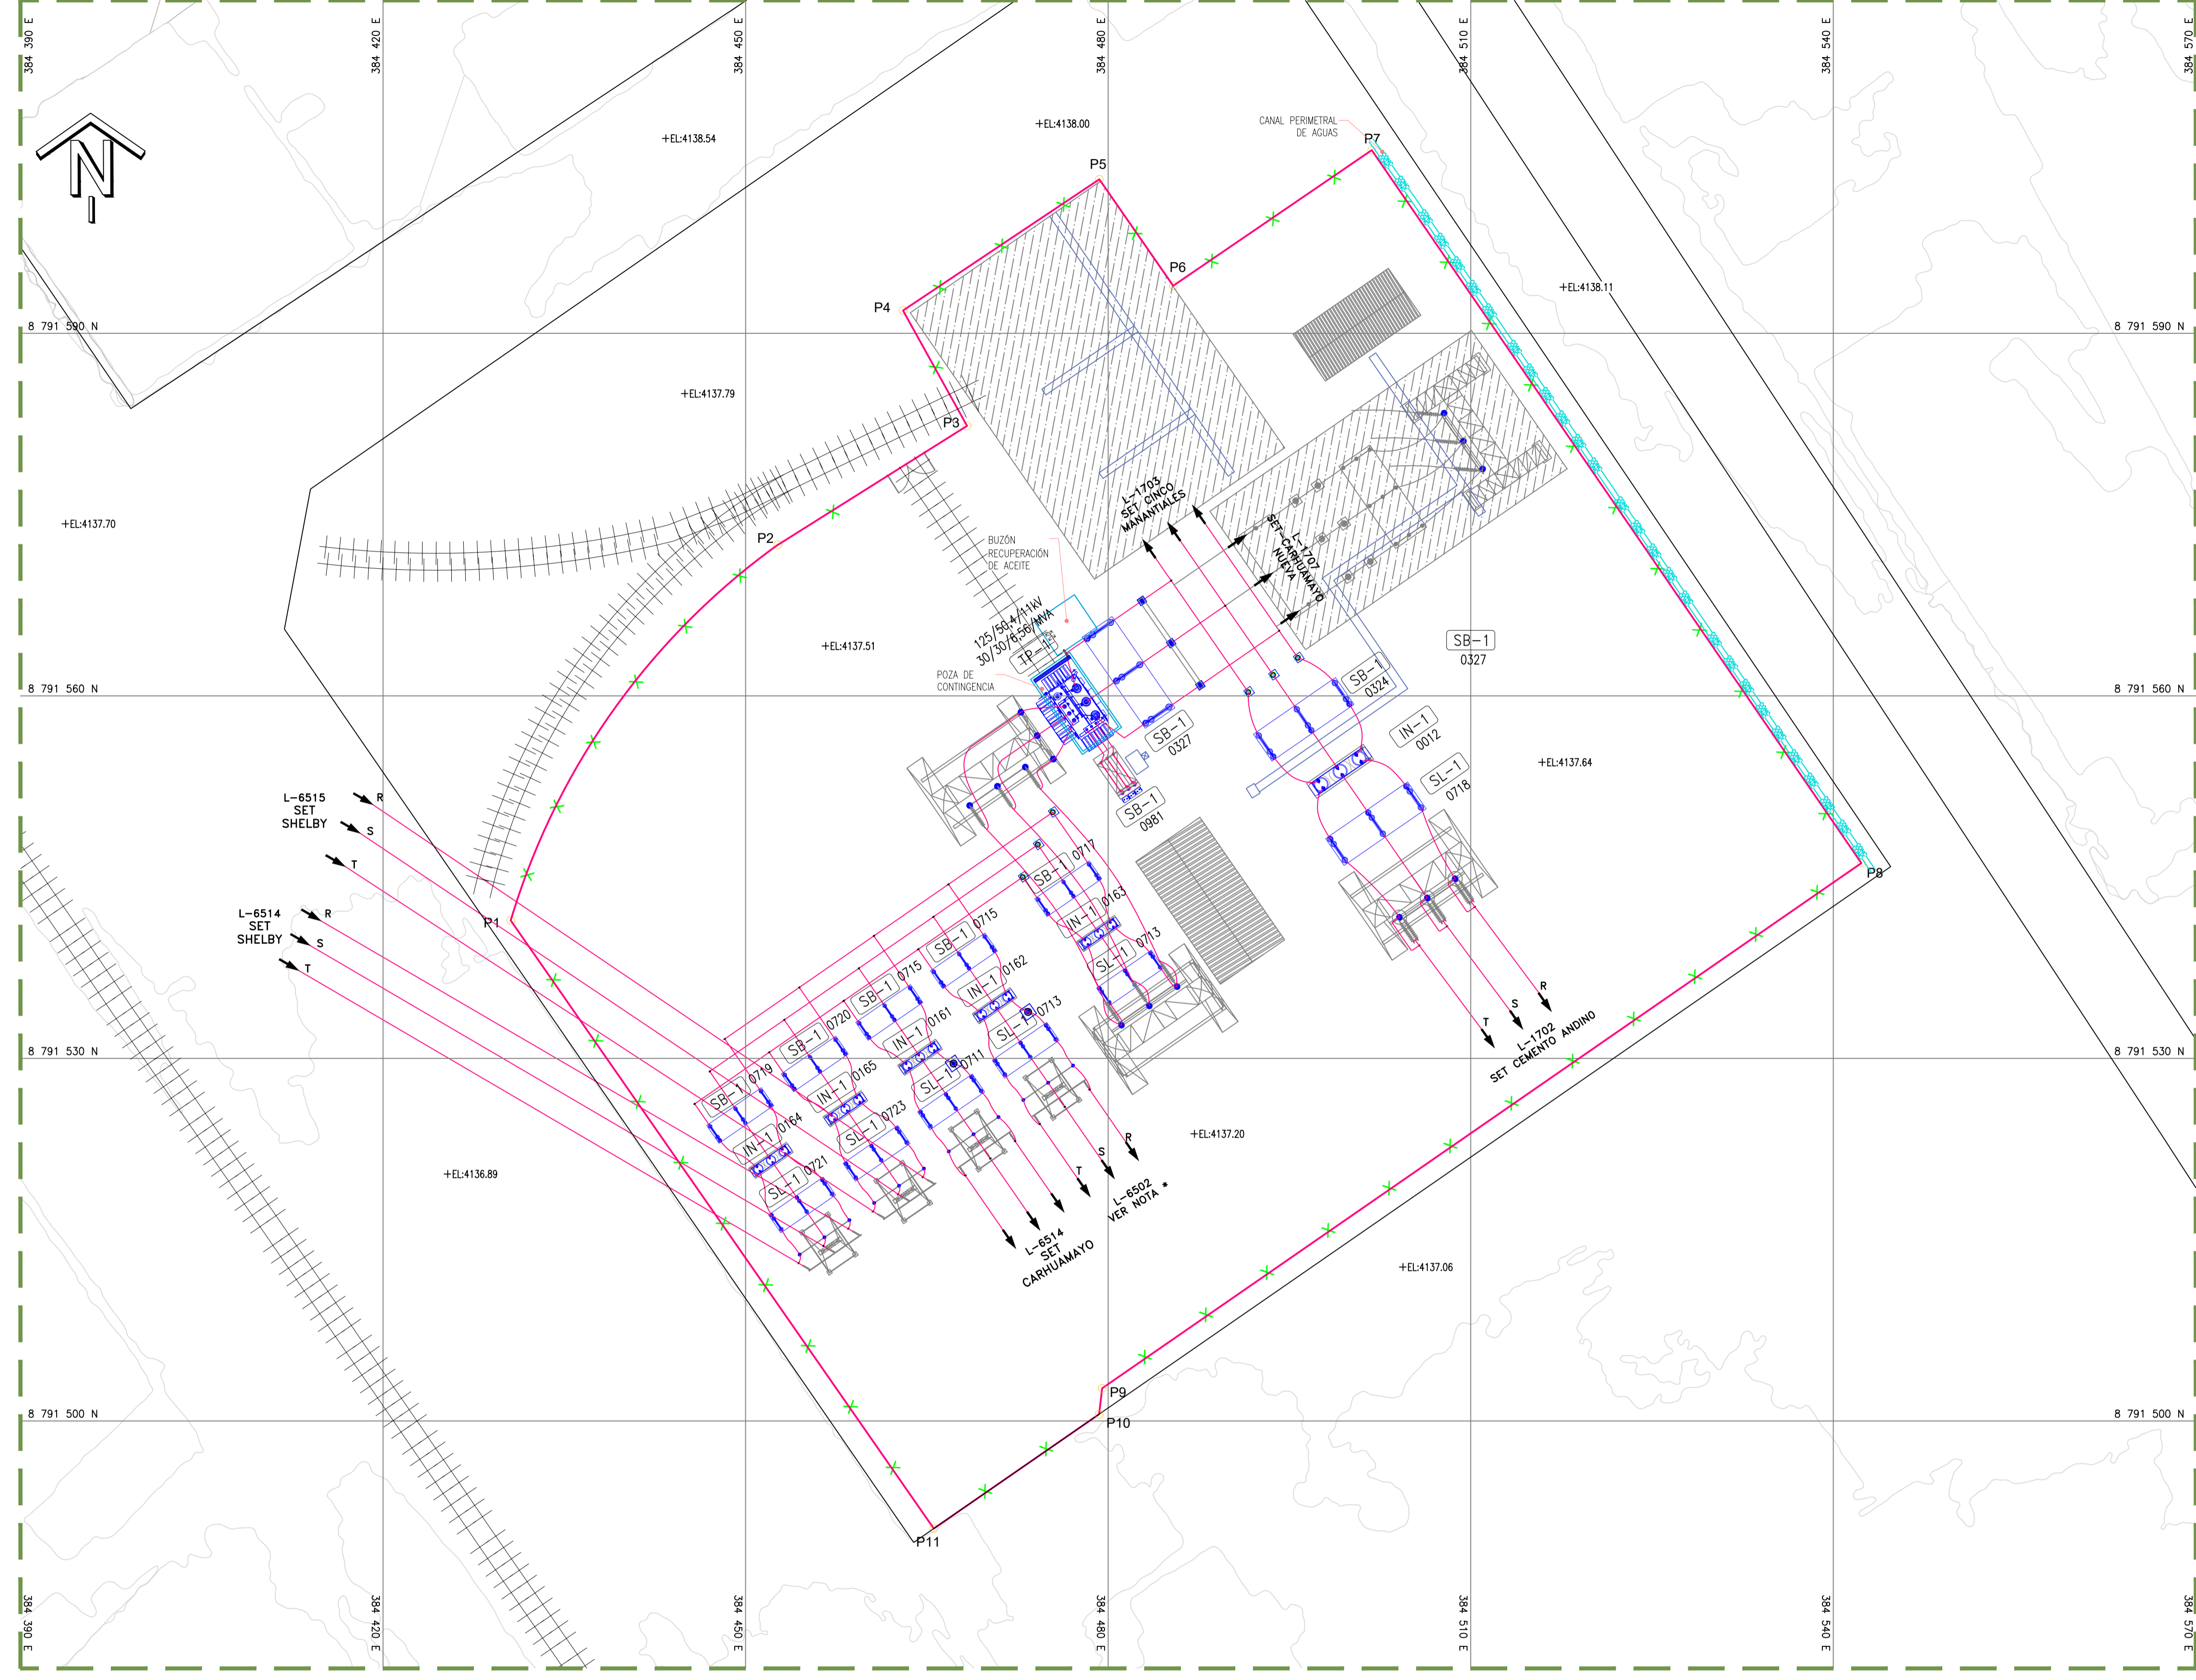 384 390 E
384 420 E
384 450 E
384 480 E
384 510 E
384 540 E
384 570 E
N
+EL:4138.54
+EL:4138.00
CANAL PERIMETRAL
DE AGUAS
P7
P5
P6
+EL:4138.11
P4
8 791 590 N
8 791 590 N
+EL:4137.79
P3
+EL:4137.70
P2
L-1703
SET CINCO
MANANTIALES
L-1707
SET-CARHUAMAYO
NUEVA
BUZÓN
RECUPERACIÓN
DE ACEITE
125/50,4/11kV
30/30/6,56/MVA
TP-1
+EL:4137.51
SB-1
0327
SB-1
0324
POZA DE
CONTINGENCIA
8 791 560 N
8 791 560 N
SB-1
0327
IN-1
0012
+EL:4137.64
SL-1
0718
SB-1
0981
L-6515
SET
SHELBY
R
S
T
SB-1
0717
P8
L-6514
SET
SHELBY
R
S
T
P1
IN-1
0163
SB-1
0715
SL-1
0713
SB-1
0715
IN-1
0162
SL-1
0713
SB-1
0720
IN-1
0161
SL-1
0711
SB-1
0719
IN-1
0165
SL-1
0723
IN-1
0164
SL-1
0721
R
S
T
L-1702
SET CEMENTO ANDINO
8 791 530 N
8 791 530 N
+EL:4137.20
R
S
T
L-6502
VER NOTA *
+EL:4136.89
L-6514
SET
CARHUAMAYO
+EL:4137.06
P9
P10
8 791 500 N
8 791 500 N
P11
384 390 E
384 420 E
384 450 E
384 480 E
384 510 E
384 540 E
384 570 E